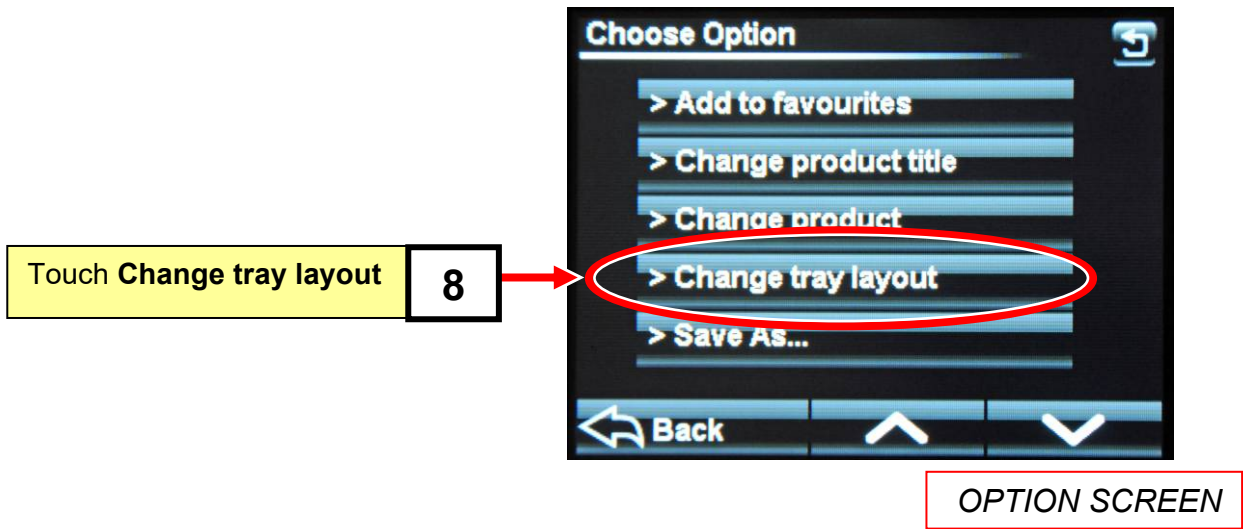 Choose Option
> Add to favourites
> Change product title
> Change product
Touch Change tray layout 8
> Change tray layout
> Save As...
Back
OPTION SCREEN